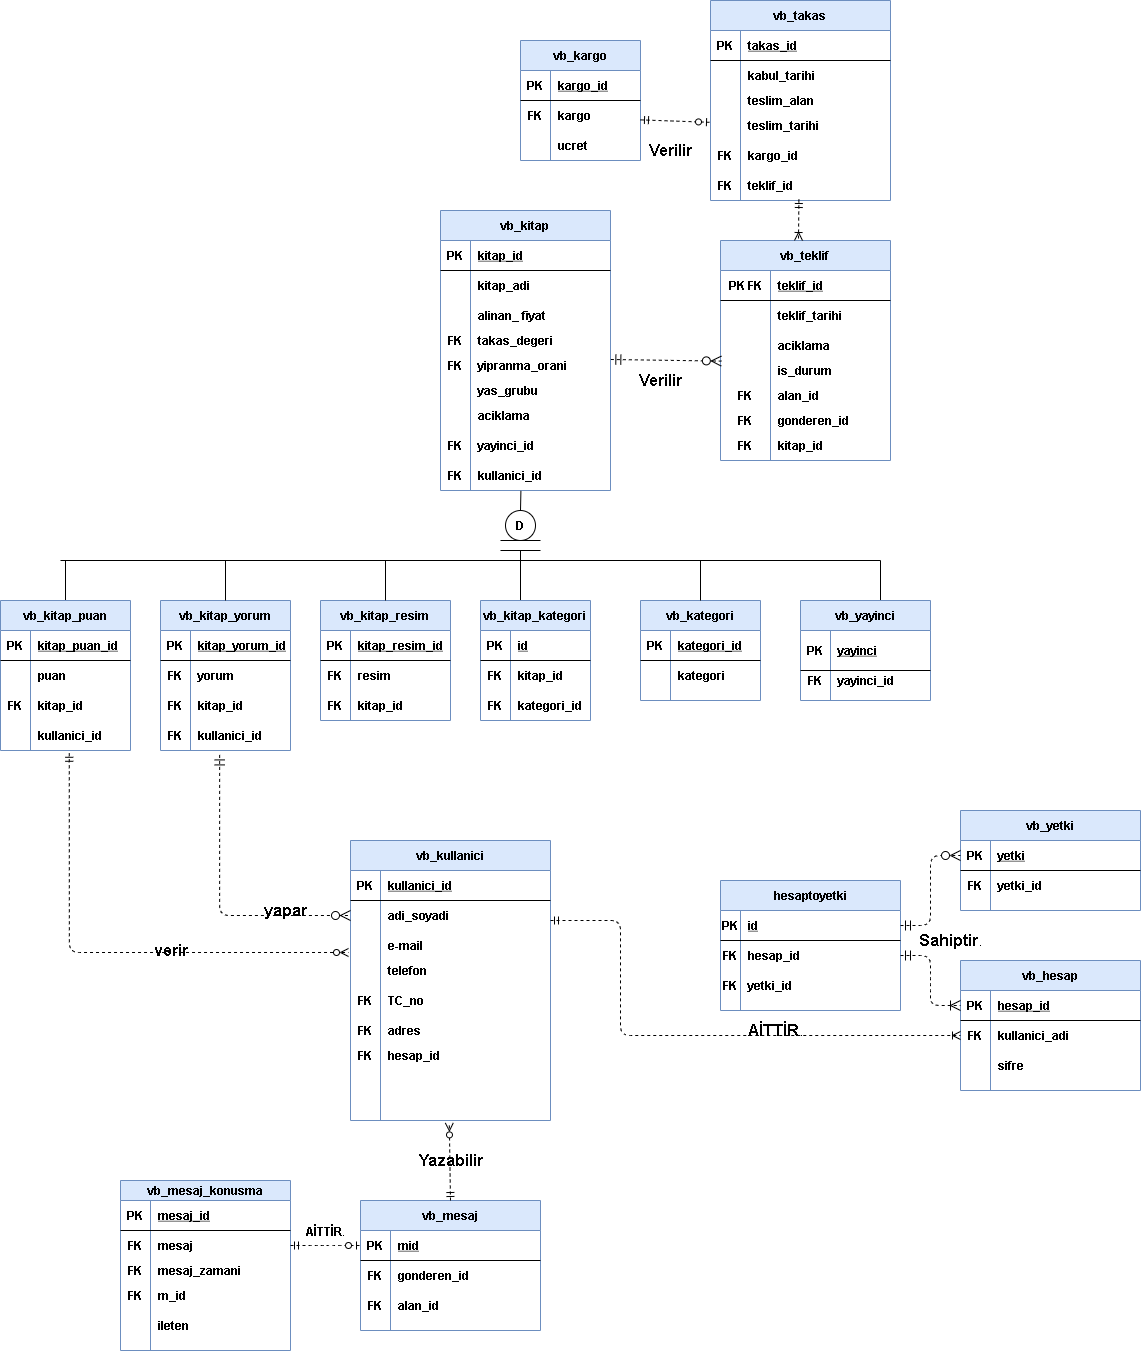 vb_takas
PK takas_id
kabul_tarihi
teslim_alan
teslim_tarihi
FK kargo_id
FK teklif_id
vb_kargo
PK kargo_id
FK kargo
ucret
Verilir
vb_kitap
PK kitap_id
kitap_adi
alinan_fiyat
FK takas_degeri
FK yipranma_orani
yas_grubu
aciklama
FK yayinci_id
FK kullanici_id
Verilir
vb_teklif
PK FK teklif_id
teklif_tarihi
aciklama
is_durum
FK alan_id
FK gonderen_id
FK kitap_id
D
vb_kitap_puan
PK kitap_puan_id
puan
FK kitap_id
kullanici_id
vb_kitap_yorum
PK kitap_yorum_id
FK yorum
FK kitap_id
FK kullanici_id
vb_kitap_resim
PK kitap_resim_id
FK resim
FK kitap_id
vb_kitap_kategori
PK id
FK kitap_id
FK kategori_id
vb_kategori
PK kategori_id
kategori
vb_yayinci
PK yayinci
FK yayinci_id
yapar
verir
vb_kullanici
PK kullanici_id
adi_soyadi
e-mail
telefon
FK TC_no
FK adres
FK hesap_id
hesaptoyetki
PK id
FK hesap_id
FK yetki_id
vb_yetki
PK yetki
FK yetki_id
Sahiptir.
vb_hesap
PK hesap_id
FK kullanici_adi
sifre
AİTTİR
Yazabilir
vb_mesaj_konusma
PK mesaj_id
FK mesaj
FK mesaj_zamani
FK m_id
ileten
AİTTİR.
vb_mesaj
PK mid
FK gonderen_id
FK alan_id